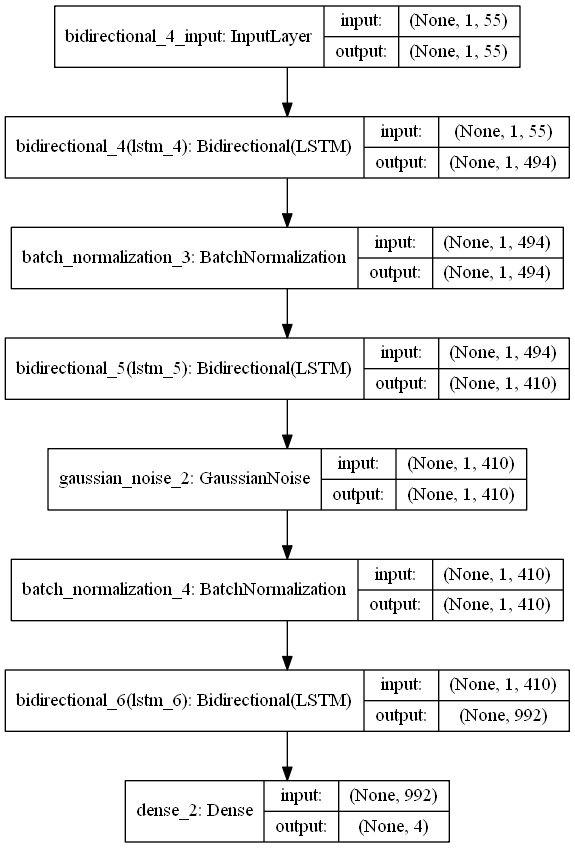 bidirectional_4_input: InputLayer
input: (None, 1, 55)
output: (None, 1, 55)
bidirectional_4(lstm_4): Bidirectional(LSTM)
input: (None, 1, 55)
output: (None, 1, 494)
batch_normalization_3: BatchNormalization
input: (None, 1, 494)
output: (None, 1, 494)
bidirectional_5(lstm_5): Bidirectional(LSTM)
input: (None, 1, 494)
output: (None, 1, 410)
gaussian_noise_2: GaussianNoise
input: (None, 1, 410)
output: (None, 1, 410)
batch_normalization_4: BatchNormalization
input: (None, 1, 410)
output: (None, 1, 410)
bidirectional_6(lstm_6): Bidirectional(LSTM)
input: (None, 1, 410)
output: (None, 992)
dense_2: Dense
input: (None, 992)
output: (None, 4)